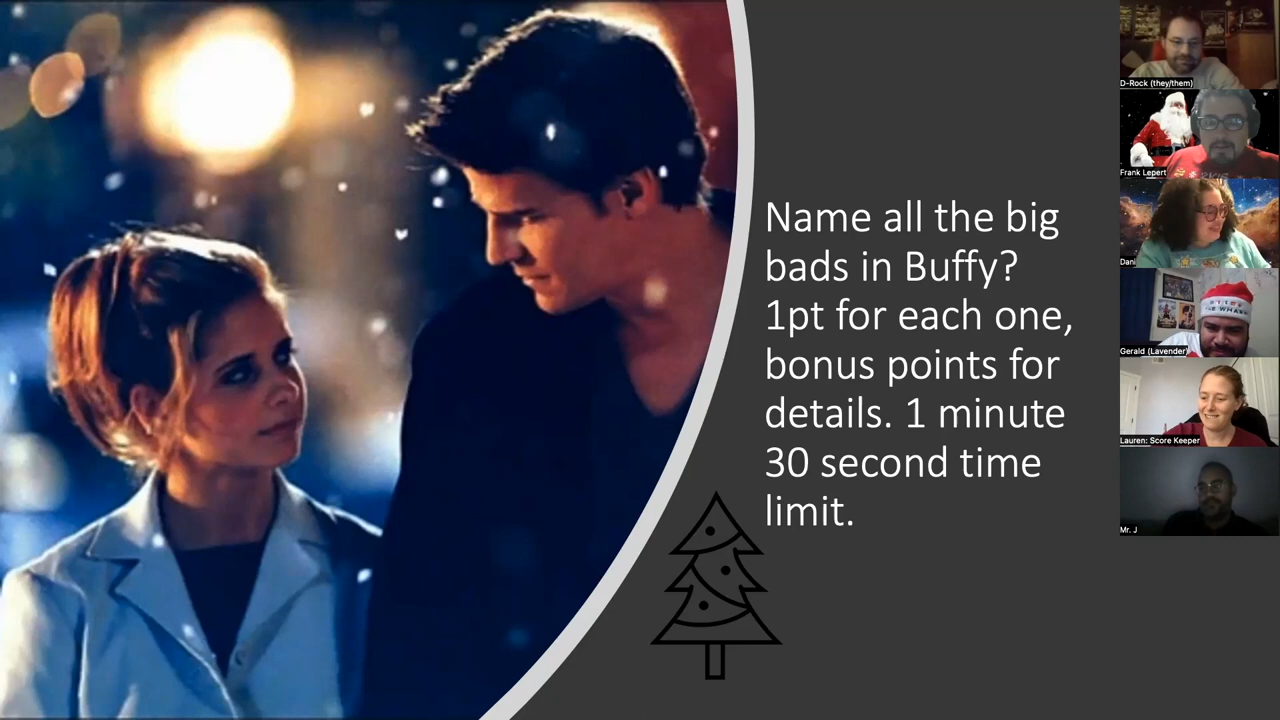 Name all the big
bads in Buffy?
1pt for each one,
bonus points for
details. 1 minute
30 second time
limit.
D-Rock (they/them)
Frank Lepert
Dani
Gerald (Lavender)
Lauren: Score Keeper
Mr. J